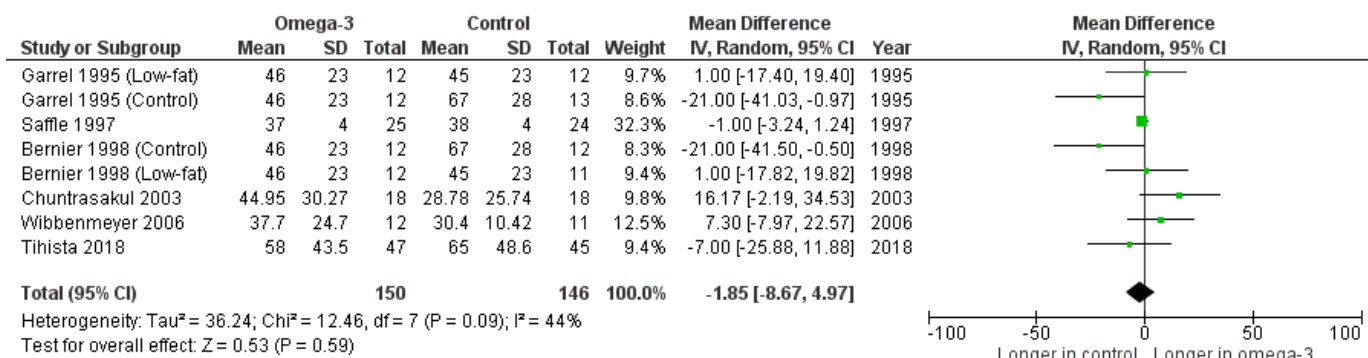 Omega-3 Control Mean Difference Mean Difference
Study or Subgroup Mean SD Total Mean SD Total Weight IV, Random, 95% CI Year IV, Random, 95% CI
Garrel 1995 (Low-fat) 46 23 12 45 23 12 9.7% 1.00 [-17.40, 19.40] 1995
Garrel 1995 (Control) 46 23 12 67 28 13 8.6% -21.00 [-41.03, -0.97] 1995
Saffle 1997 37 4 25 38 4 24 32.3% -1.00 [-3.24, 1.24] 1997
Bernier 1998 (Control) 46 23 12 67 28 12 8.3% -21.00 [-41.50, -0.50] 1998
Bernier 1998 (Low-fat) 46 23 12 45 23 11 9.4% 1.00 [-17.82, 19.82] 1998
Chuntrasakul 2003 44.95 30.27 18 28.78 25.74 18 9.8% 16.17 [-2.19, 34.53] 2003
Wibbenmeyer 2006 37.7 24.7 12 30.4 10.42 11 12.5% 7.30 [-7.97, 22.57] 2006
Tihista 2018 58 43.5 47 65 48.6 45 9.4% -7.00 [-25.88, 11.88] 2018
Total (95% CI) 150 146 100.0% -1.85 [-8.67, 4.97]
Heterogeneity: Tau² = 36.24; Chi² = 12.46, df = 7 (P = 0.09); I² = 44%
Test for overall effect: Z = 0.53 (P = 0.59)
-100 -50 0 50 100
Longer in control Longer in omega-3